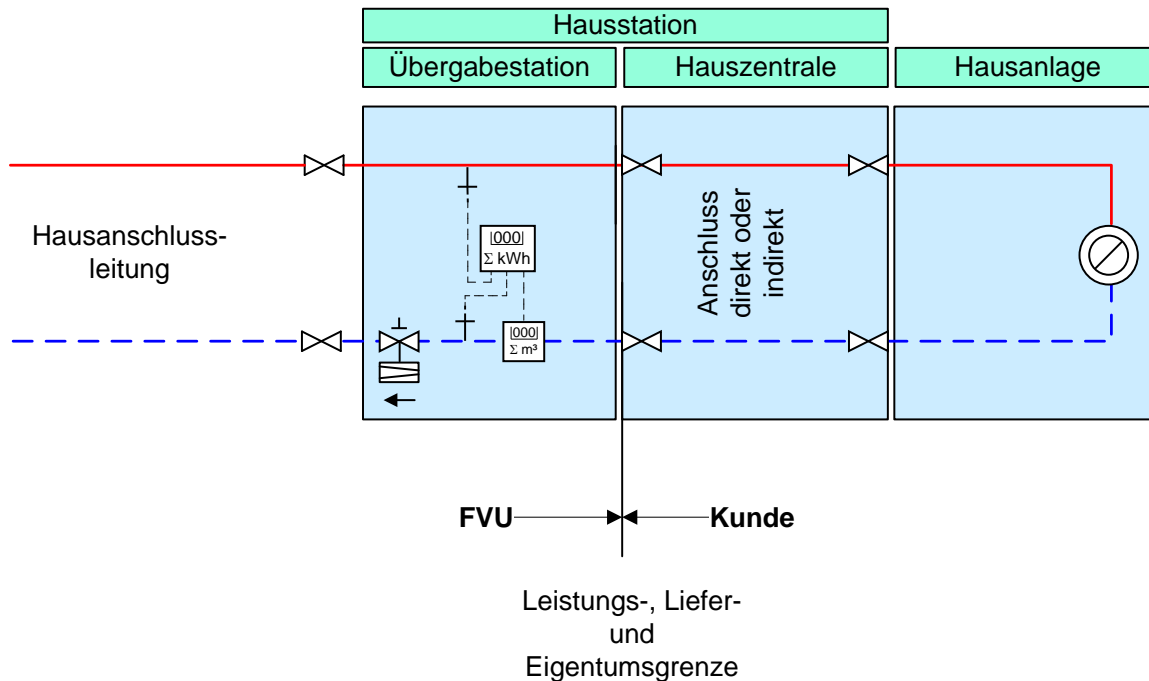 Hausstation
Übergabestation
Hauszentrale
Hausanlage
Hausanschluss-
leitung
000
Σ kWh
000
Σ m³
Anschluss
direkt oder
indirekt
FVU
Kunde
Leistungs-, Liefer-
und
Eigentumsgrenze